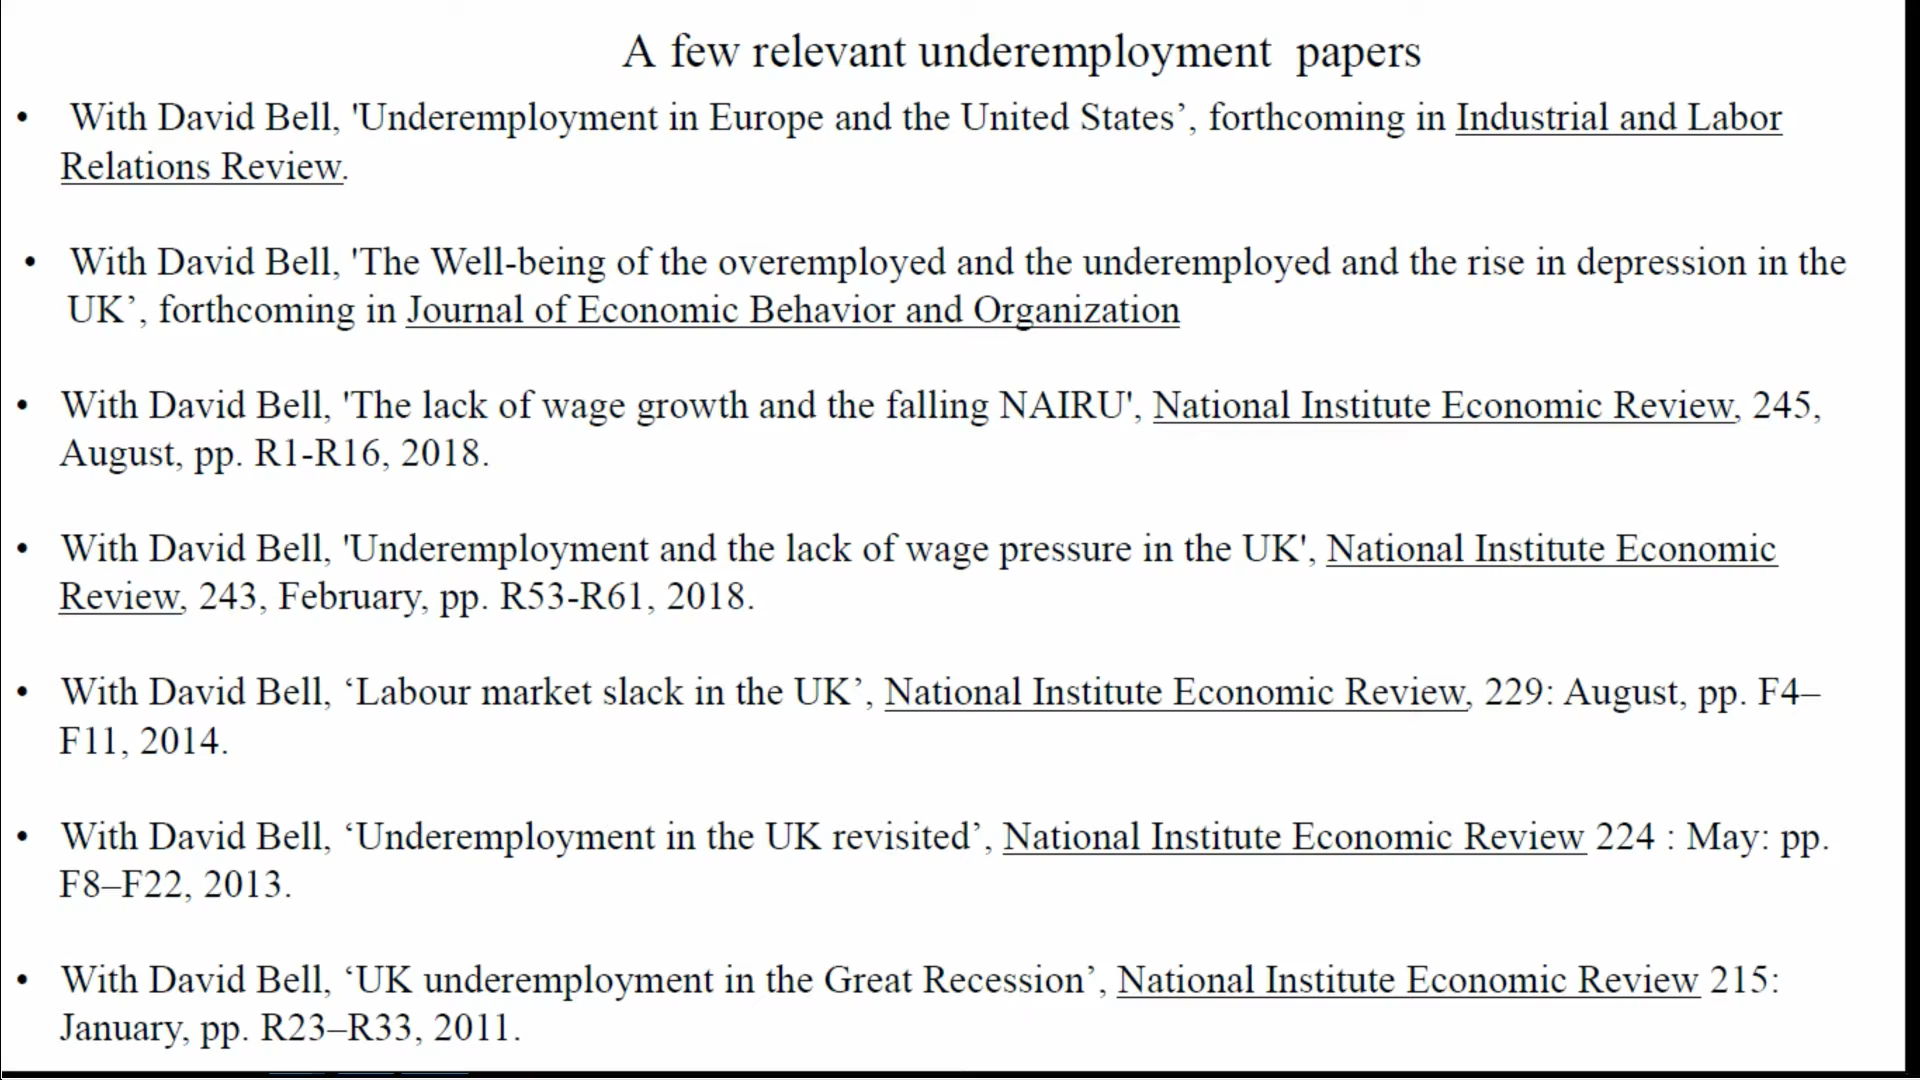 A few relevant underemployment papers
• With David Bell, 'Underemployment in Europe and the United States’, forthcoming in Industrial and Labor
Relations Review.
• With David Bell, 'The Well-being of the overemployed and the underemployed and the rise in depression in the
UK’, forthcoming in Journal of Economic Behavior and Organization
• With David Bell, 'The lack of wage growth and the falling NAIRU', National Institute Economic Review, 245,
August, pp. R1-R16, 2018.
• With David Bell, 'Underemployment and the lack of wage pressure in the UK', National Institute Economic
Review, 243, February, pp. R53-R61, 2018.
• With David Bell, ‘Labour market slack in the UK’, National Institute Economic Review, 229: August, pp. F4–
F11, 2014.
• With David Bell, ‘Underemployment in the UK revisited’, National Institute Economic Review 224 : May: pp.
F8–F22, 2013.
• With David Bell, ‘UK underemployment in the Great Recession’, National Institute Economic Review 215:
January, pp. R23–R33, 2011.